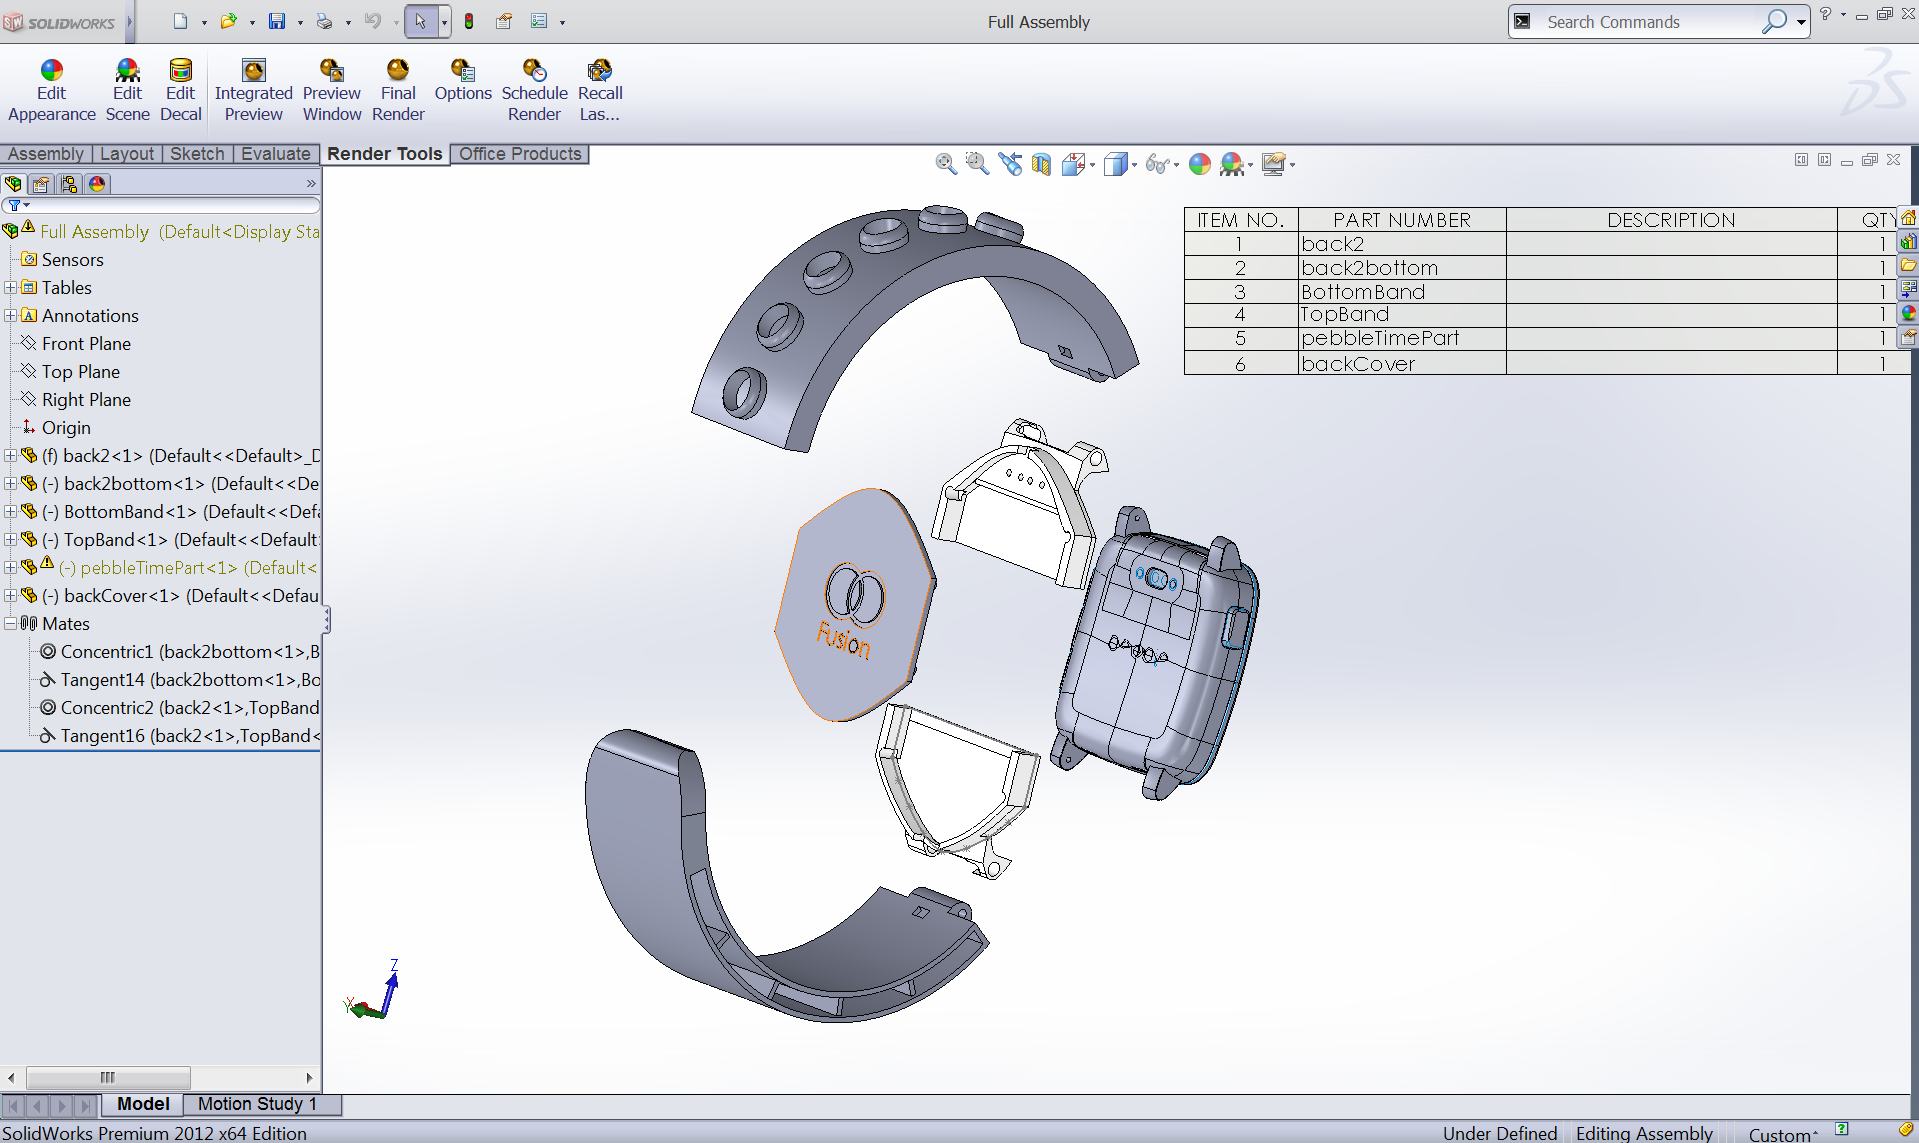 SOLIDWORKS
Full Assembly
Search Commands
Edit Appearance
Edit Scene
Edit Decal
Integrated Preview
Preview Window
Final Render
Options
Schedule Render
Recall Las...
Assembly
Layout
Sketch
Evaluate
Render Tools
Office Products
Full Assembly (Default<Display Sta
Sensors
Tables
Annotations
Front Plane
Top Plane
Right Plane
Origin
(f) back2<1> (Default<<Default>_D
(-) back2bottom<1> (Default<<De
(-) BottomBand<1> (Default<<Defa
(-) TopBand<1> (Default<<Default
(-) pebbleTimePart<1> (Default<
(-) backCover<1> (Default<<Defau
Mates
Concentric1 (back2bottom<1>,B
Tangent14 (back2bottom<1>,Bo
Concentric2 (back2<1>,TopBand
Tangent16 (back2<1>,TopBand<
ITEM NO. PART NUMBER DESCRIPTION QTY
1 back2 1
2 back2bottom 1
3 BottomBand 1
4 TopBand 1
5 pebbleTimePart 1
6 backCover 1
Fusion
Z
Y
Model
Motion Study 1
SolidWorks Premium 2012 x64 Edition
Under Defined
Editing Assembly
Custom